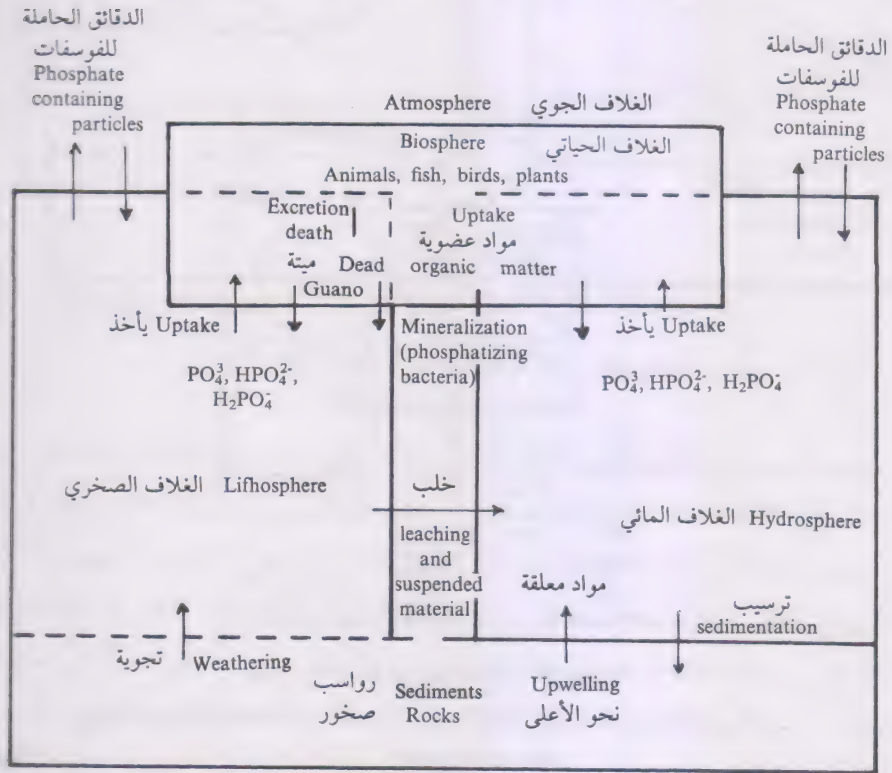 الدقائق الحاملة
للفوسفات
Phosphate
containing
particles
الدقائق الحاملة
للفوسفات
Phosphate
containing
particles
Atmosphere الغلاف الجوي
Biosphere الغلاف الحياتي
Animals, fish, birds, plants
Excretion
death
Uptake
مواد عضوية
ميتة Dead organic matter
Guano
يأخذ Uptake
Mineralization
(phosphatizing
bacteria)
يأخذ Uptake
PO₄³, HPO₄²⁻,
H₂PO₄⁻
PO₄³, HPO₄²⁻, H₂PO₄⁻
الغلاف الصخري Lifhosphere
خلب
الغلاف المائي Hydrosphere
leaching
and
suspended
material
مواد معلقة
ترسيب
sedimentation
تجوية Weathering
رواسب Sediments
صخور Rocks
Upwelling
نحو الأعلى